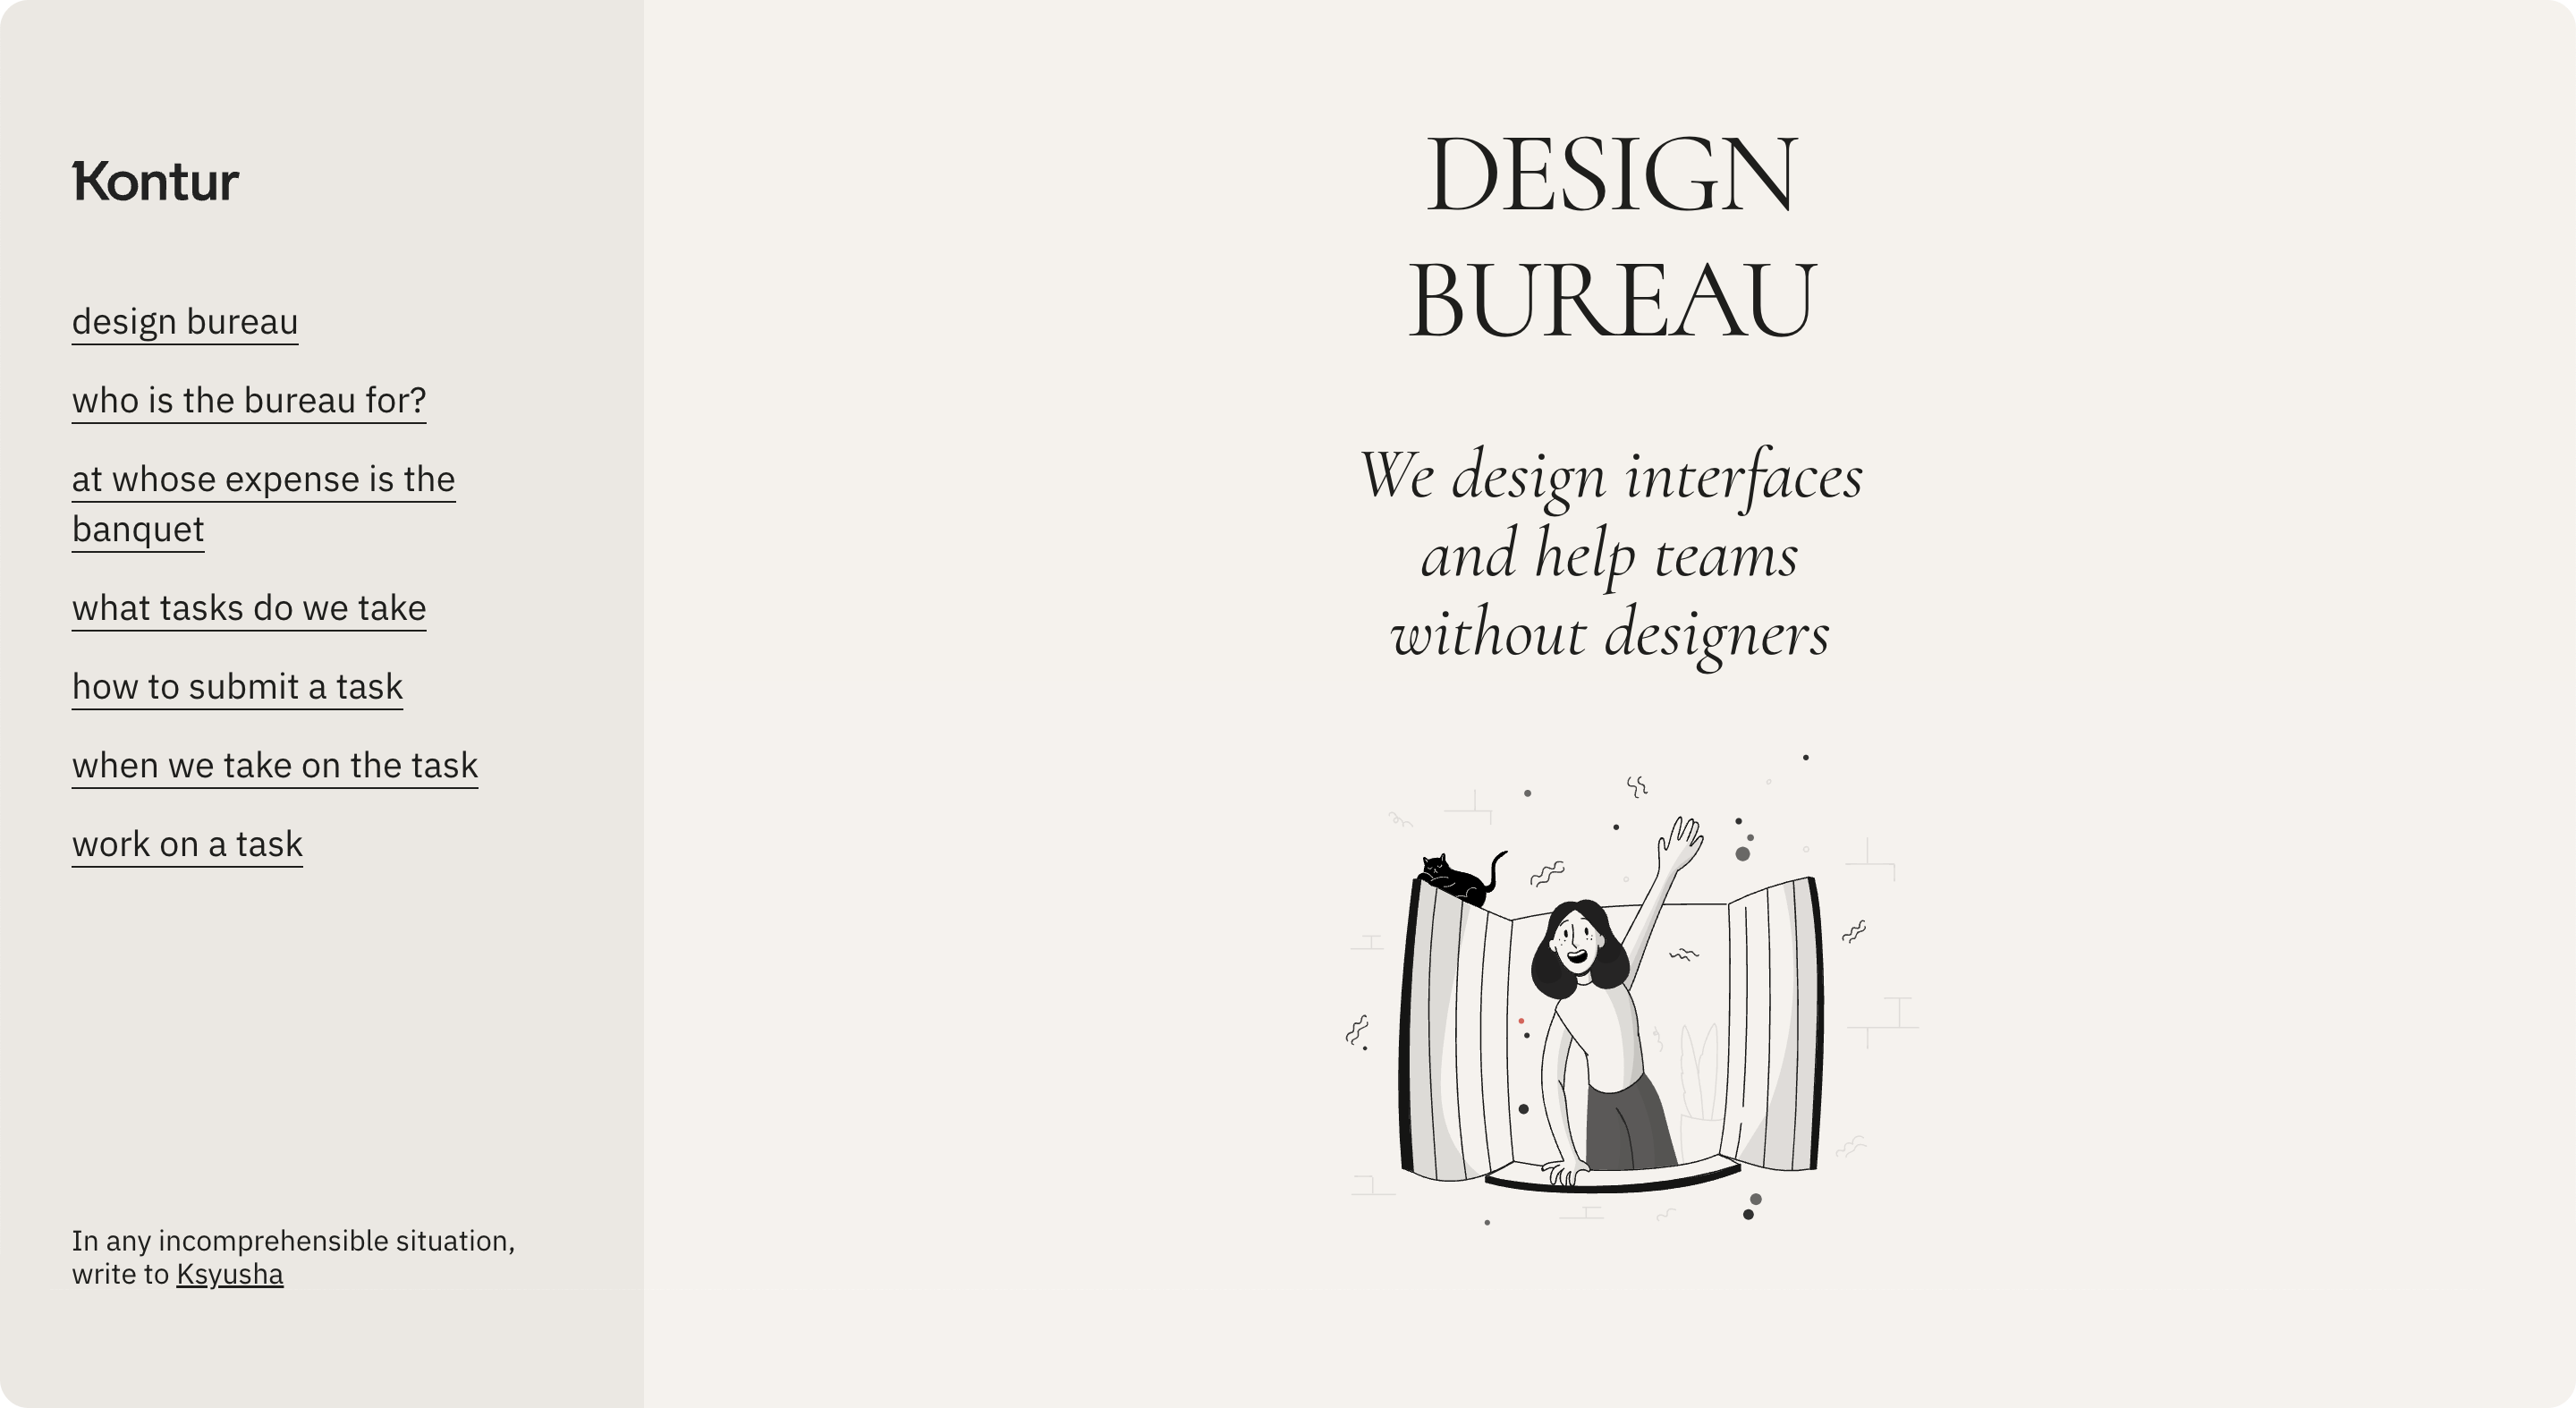 Kontur
design bureau
who is the bureau for?
at whose expense is the
banquet
what tasks do we take
how to submit a task
when we take on the task
work on a task
In any incomprehensible situation,
write to Ksyusha
DESIGN
BUREAU
We design interfaces
and help teams
without designers